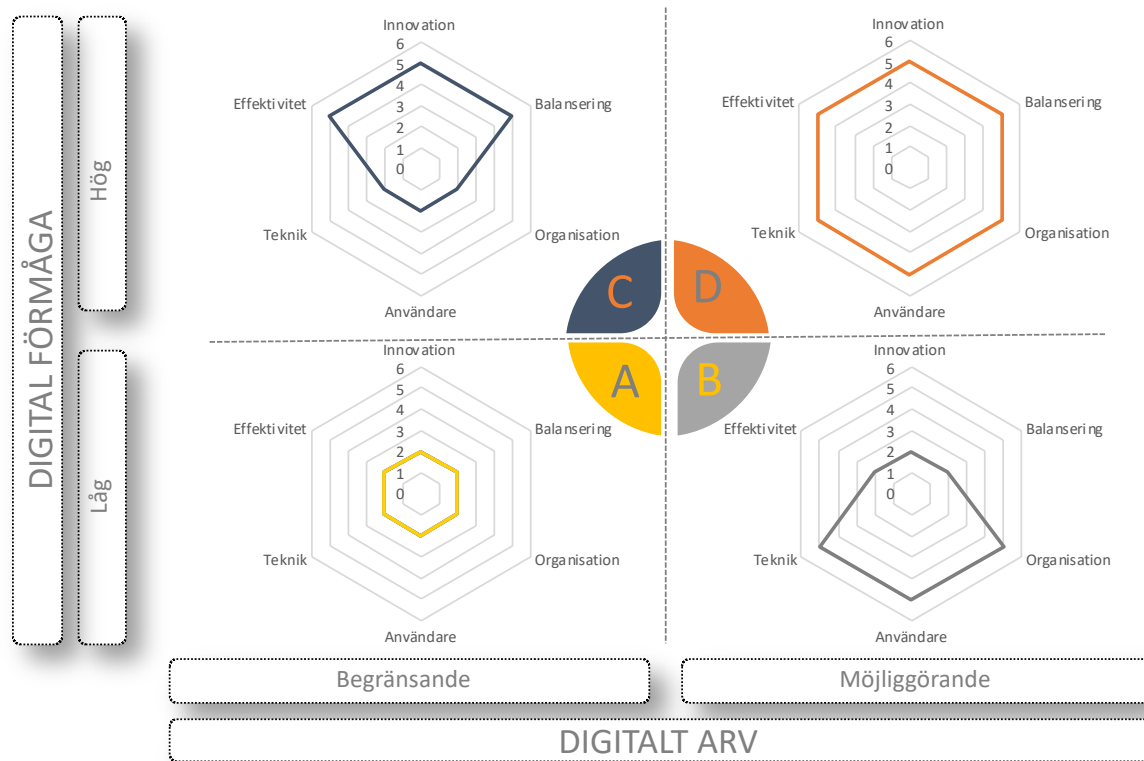 DIGITAL FÖRMÅGA
Hög
Låg
Innovation
6
5
4
3
2
1
0
Effektivitet
Balansering
Teknik
Organisation
Användare
Innovation
6
5
4
3
2
1
0
Effektivitet
Balansering
Teknik
Organisation
Användare
C
D
A
B
Innovation
6
5
4
3
2
1
0
Effektivitet
Balansering
Teknik
Organisation
Användare
Innovation
6
5
4
3
2
1
0
Effektivitet
Balansering
Teknik
Organisation
Användare
Begränsande
Möjliggörande
DIGITALT ARV